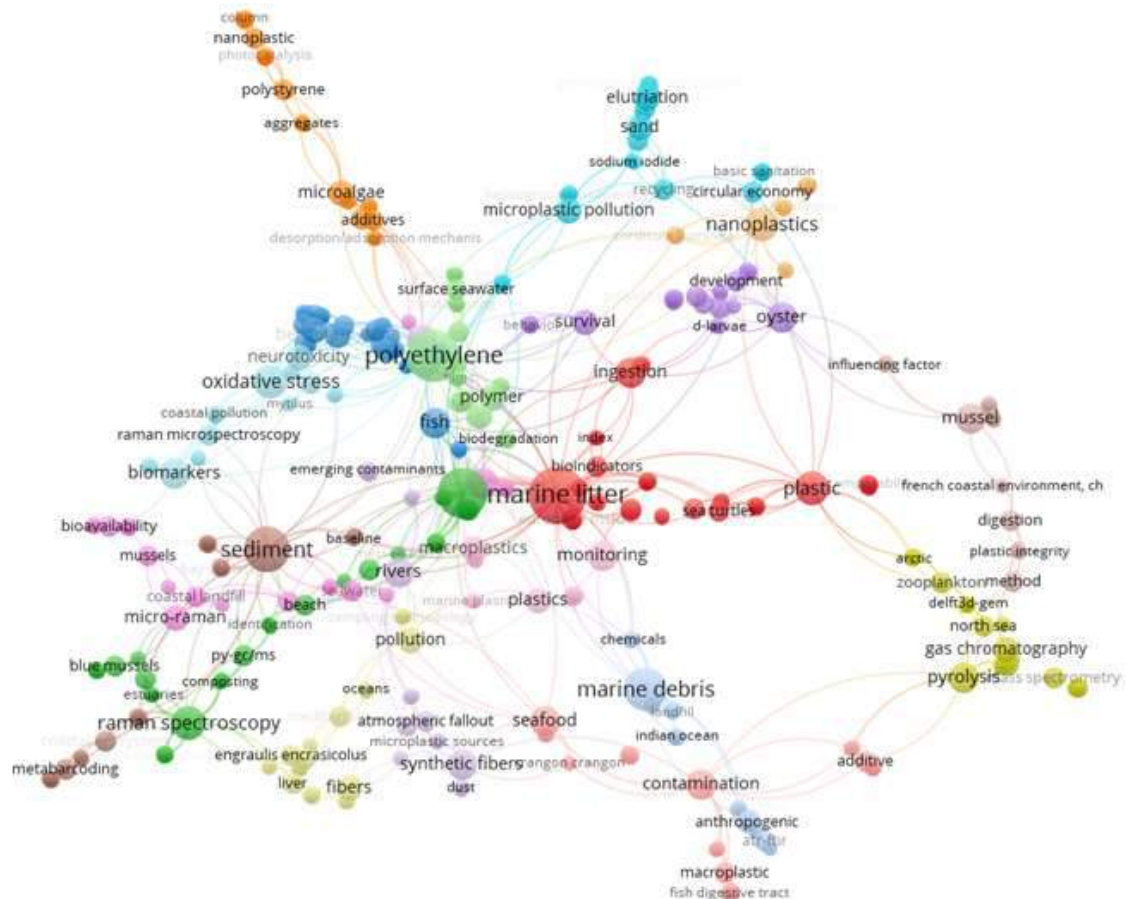 column
nanoplastic
polystyrene
aggregates
elutriation
sand
sodium iodide
basic sanitation
recycling
circular economy
microalgae
microplastic pollution
additives
nanoplastics
surface seawater
development
survival
oyster
d-larvae
neurotoxicity
polyethylene
influencing factor
oxidative stress
ingestion
polymer
mytilus
coastal pollution
mussel
fish
raman microspectroscopy
biodegradation
index
biomarkers
emerging contaminants
bioindicators
marine litter
plastic
french coastal environment, ch
sea turtles
bioavailability
digestion
baseline
mussels
sediment
macroplastics
monitoring
plastic integrity
arctic
rivers
zooplankton
method
coastal landfill
plastics
beach
delft3d-gem
micro-raman
identification
north sea
pollution
chemicals
gas chromatography
py-gc/ms
blue mussels
composting
pyrolysis
oceans
marine debris
estuaries
landfill
raman spectroscopy
atmospheric fallout
seafood
indian ocean
microplastic sources
engraulis encrasicolus
additive
synthetic fibers
crangon crangon
metabarcoding
contamination
liver
fibers
dust
anthropogenic
atr-ftir
macroplastic
fish digestive tract